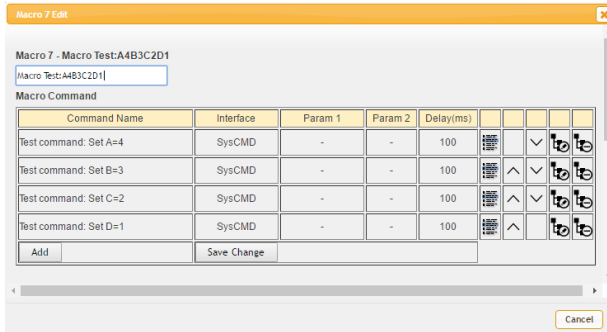 Macro 7 Edit
Macro 7 - Macro Test:A4B3C2D1
Macro Test:A4B3C2D1
Macro Command
Command Name Interface Param 1 Param 2 Delay(ms)
Test command: Set A=4 SysCMD - - 100
Test command: Set B=3 SysCMD - - 100
Test command: Set C=2 SysCMD - - 100
Test command: Set D=1 SysCMD - - 100
Add Save Change
Cancel